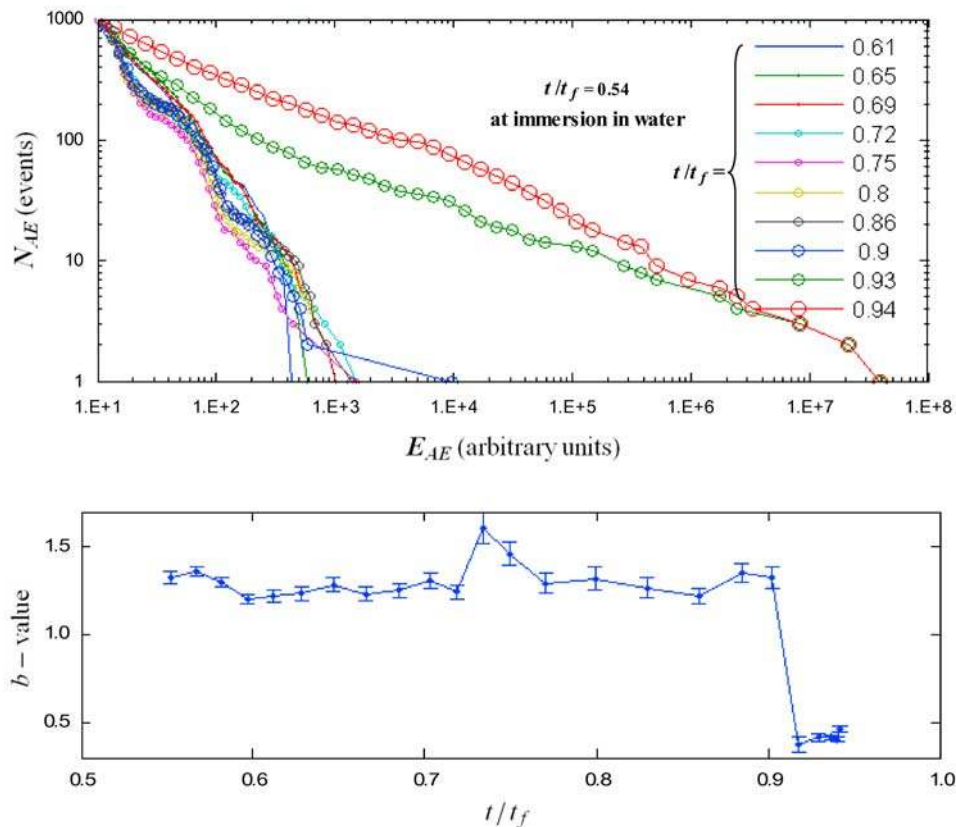 1000
100
10
1
N_AE (events)
t/t_f = 0.54
at immersion in water
t/t_f =
0.61
0.65
0.69
0.72
0.75
0.8
0.86
0.9
0.93
0.94
1.E+1 1.E+2 1.E+3 1.E+4 1.E+5 1.E+6 1.E+7 1.E+8
E_AE (arbitrary units)
1.5
1.0
0.5
b – value
0.5 0.6 0.7 0.8 0.9 1.0
t/t_f